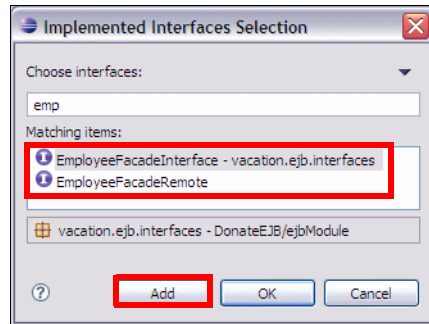 Implemented Interfaces Selection
Choose interfaces:
emp
Matching items:
EmployeeFacadeInterface - vacation.ejb.interfaces
EmployeeFacadeRemote
vacation.ejb.interfaces - DonateEJB/ejbModule
Add OK Cancel